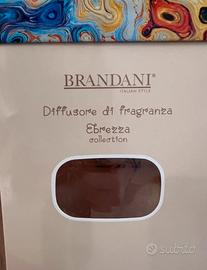 BRANDANI®
ITALIAN STYLE
Diffusore di fragranza
Ebrezza
collection
subito